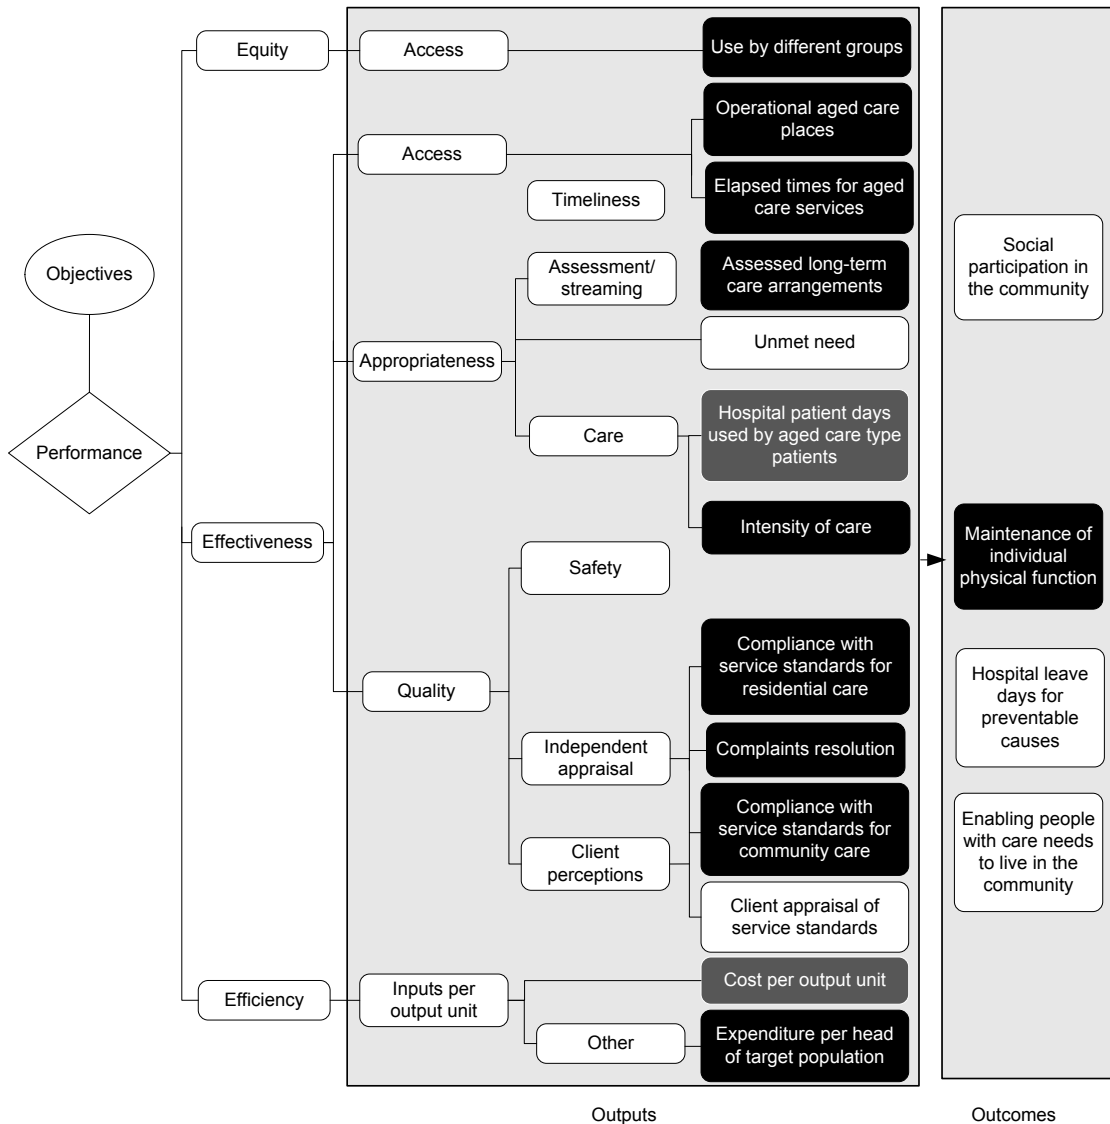 Equity
Access
Use by different groups
Access
Operational aged care
places
Timeliness
Elapsed times for aged
care services
Objectives
Assessment/
streaming
Assessed long-term
care arrangements
Social
participation in
the community
Appropriateness
Unmet need
Performance
Care
Hospital patient days
used by aged care type
patients
Effectiveness
Intensity of care
Maintenance of
individual
physical function
Safety
Quality
Compliance with
service standards for
residential care
Hospital leave
days for
preventable
causes
Independent
appraisal
Complaints resolution
Client
perceptions
Compliance with
service standards for
community care
Enabling people
with care needs
to live in the
community
Client appraisal of
service standards
Efficiency
Inputs per
output unit
Cost per output unit
Other
Expenditure per head
of target population
Outputs
Outcomes